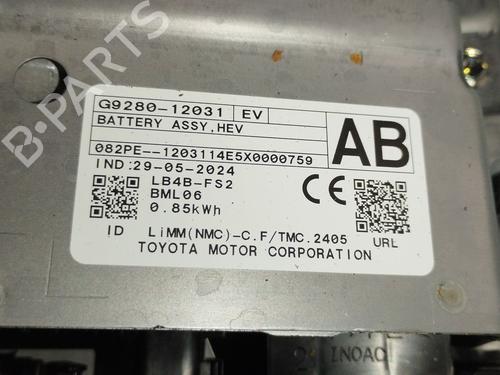 G9280-12031 EV
BATTERY ASSY,HEV
AB
082PE--1203114E5X0000759
IND:29-05-2024
LB4B-FS2
BML06
0.85kWh
CE
ID LiMM(NMC)-C.F/TMC.2405 URL
TOYOTA MOTOR CORPORATION
INOAC
B-PARTS